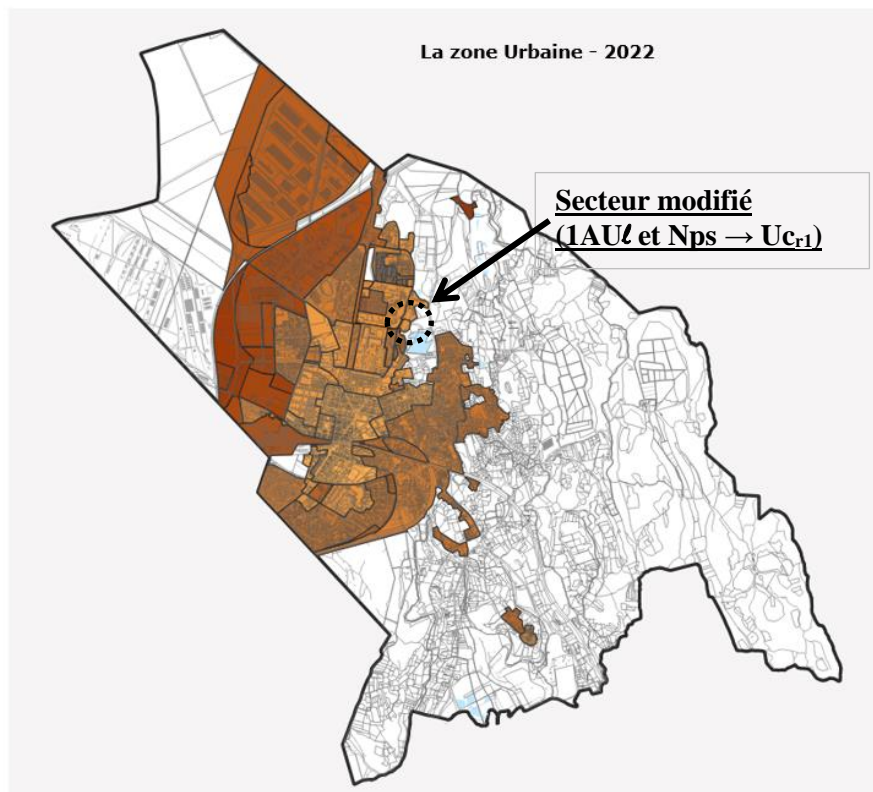 La zone Urbaine - 2022
Secteur modifié
(1AUℓ et Nps → Ucr1)